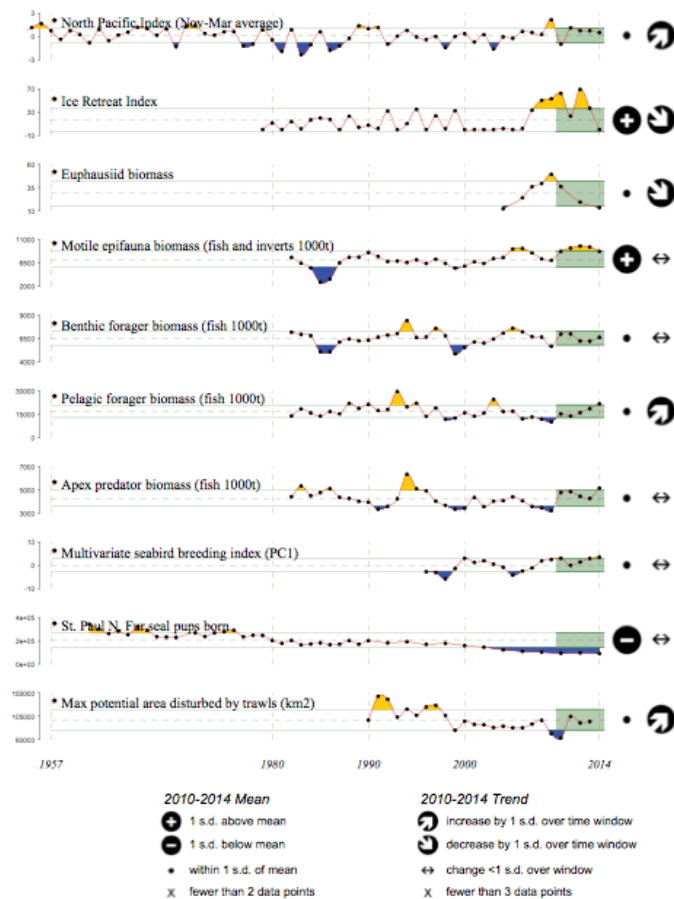 * North Pacific Index (Nov-Mar average)
3
0
-3
* Ice Retreat Index
70
30
-10
* Euphausiid biomass
60
35
10
* Motile epifauna biomass (fish and inverts 1000t)
11000
6500
2000
* Benthic forager biomass (fish 1000t)
9000
6500
4000
* Pelagic forager biomass (fish 1000t)
30000
15000
0
* Apex predator biomass (fish 1000t)
7000
5000
3000
* Multivariate seabird breeding index (PC1)
10
0
-10
* St. Paul N. Fur seal pups born
4e+05
2e+05
0e+00
* Max potential area disturbed by trawls (km2)
150000
105000
60000
1957 1980 1990 2000 2014
2010-2014 Mean 2010-2014 Trend
1 s.d. above mean increase by 1 s.d. over time window
1 s.d. below mean decrease by 1 s.d. over time window
within 1 s.d. of mean change <1 s.d. over window
x fewer than 2 data points x fewer than 3 data points